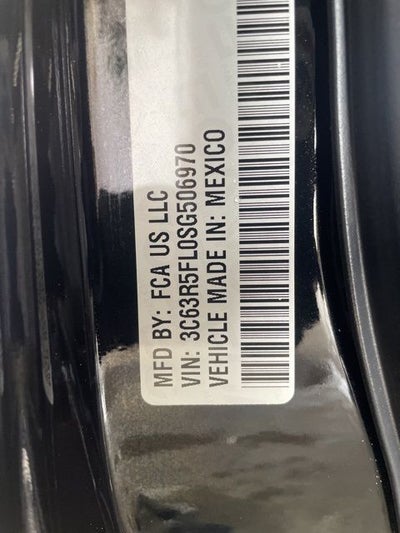 MFD BY: FCA US LLC
VIN: 3C63R5FL0SG506970
VEHICLE MADE IN: MEXICO